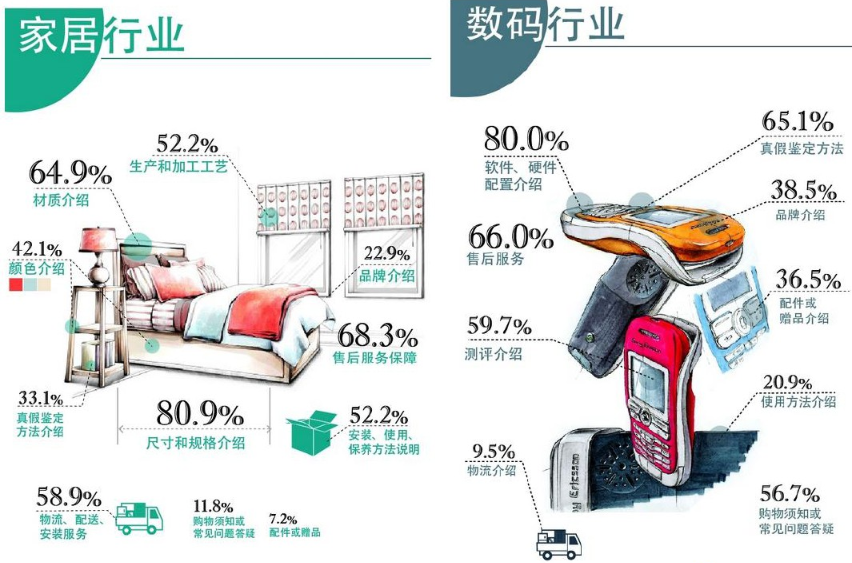 家居行业
52.2%
生产和加工工艺
64.9%
材质介绍
42.1%
颜色介绍
22.9%
品牌介绍
68.3%
售后服务保障
33.1%
真假鉴定
方法介绍
80.9%
尺寸和规格介绍
52.2%
安装、使用、
保养方法说明
58.9%
物流、配送、
安装服务
11.8%
购物须知或
常见问题答疑
7.2%
配件或赠品
数码行业
80.0%
软件、硬件
配置介绍
65.1%
真假鉴定方法
38.5%
品牌介绍
66.0%
售后服务
36.5%
配件或
赠品介绍
59.7%
测评介绍
20.9%
使用方法介绍
9.5%
物流介绍
Ericsson
56.7%
购物须知或
常见问题答疑